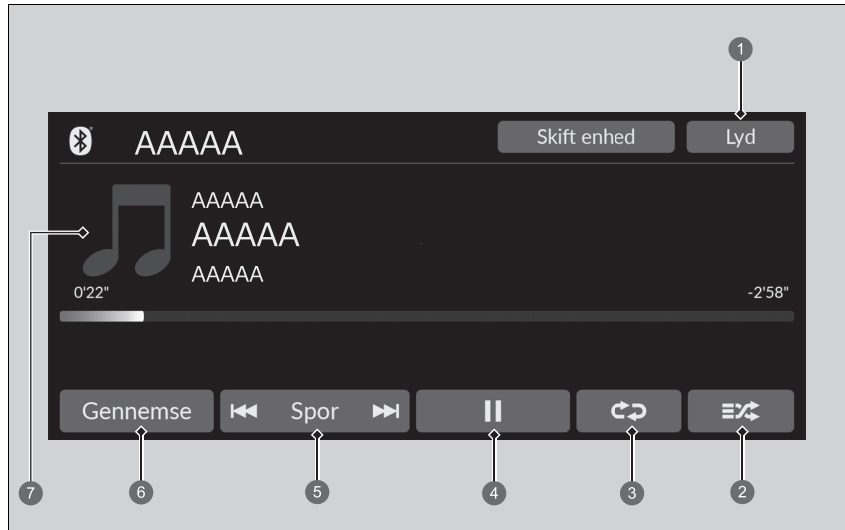 1
AAAAA
Skift enhed
Lyd
AAAAA
AAAAA
AAAAA
7
0'22"
-2'58"
Gennemse
Spor
6
5
4
3
2